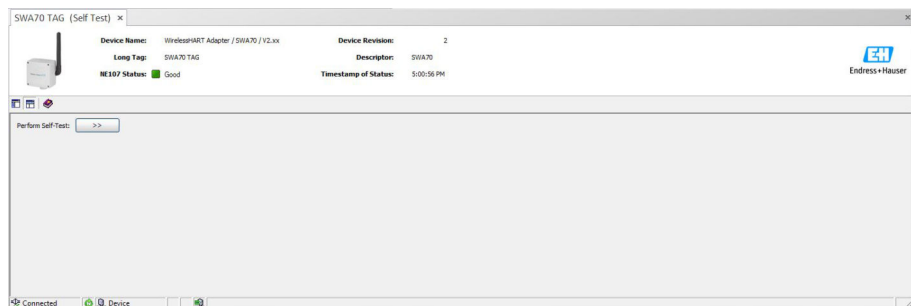 SWA70 TAG (Self Test) ×
×
Device Name: WirelessHART Adapter / SWA70 / V2.xx Device Revision: 2
Long Tag: SWA70 TAG Descriptor: SWA70
NE107 Status: Good Timestamp of Status: 5:00:56 PM
EH
Endress+Hauser
Perform Self-Test: >>
Connected Device